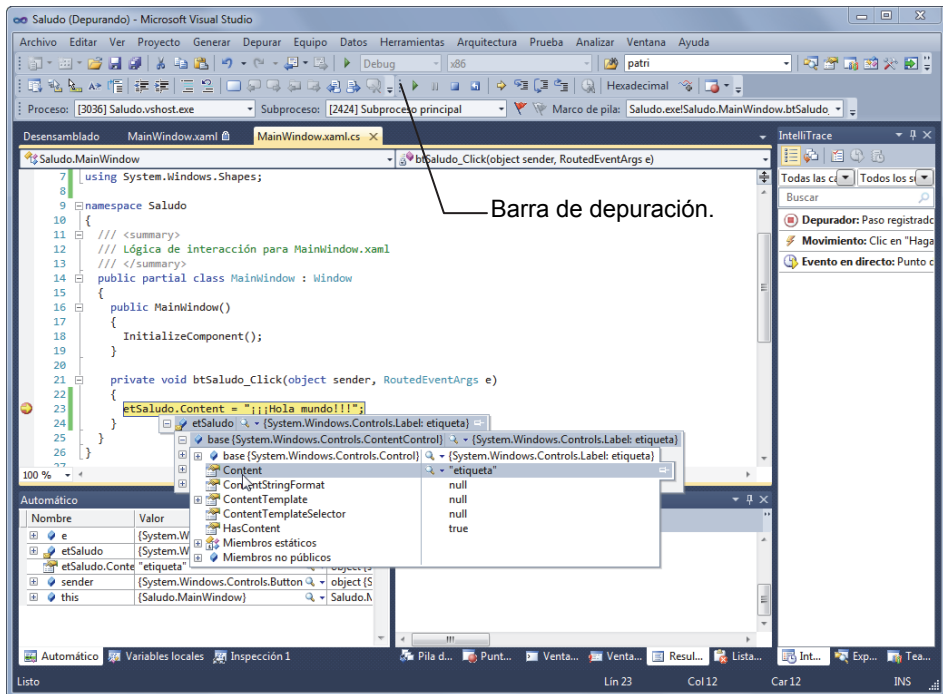 Saludo (Depurando) - Microsoft Visual Studio
Archivo Editar Ver Proyecto Generar Depurar Equipo Datos Herramientas Arquitectura Prueba Analizar Ventana Ayuda
Debug x86 patri
Hexadecimal
Proceso: [3036] Saludo.vshost.exe Subproceso: [2424] Subproceso principal Marco de pila: Saludo.exe!Saludo.MainWindow.btSaludo_
Desensamblado MainWindow.xaml MainWindow.xaml.cs
Saludo.MainWindow btSaludo_Click(object sender, RoutedEventArgs e)
7 using System.Windows.Shapes;
8
9 namespace Saludo
10 {
11 /// <summary>
12 /// Lógica de interacción para MainWindow.xaml
13 /// </summary>
14 public partial class MainWindow : Window
15 {
16 public MainWindow()
17 {
18 InitializeComponent();
19 }
20
21 private void btSaludo_Click(object sender, RoutedEventArgs e)
22 {
23 etSaludo.Content = "¡¡¡Hola mundo!!!";
24 }
25 }
26 }
27
100 %
Barra de depuración.
etSaludo {System.Windows.Controls.Label: etiqueta}
base {System.Windows.Controls.ContentControl} {System.Windows.Controls.Label: etiqueta}
base {System.Windows.Controls.Control} {System.Windows.Controls.Label: etiqueta}
Content "etiqueta"
ContentStringFormat null
ContentTemplate null
ContentTemplateSelector null
HasContent true
Miembros estáticos
Miembros no públicos
IntelliTrace
Todas las ca Todos los su
Buscar
Depurador: Paso registrado
Movimiento: Clic en "Haga
Evento en directo: Punto d
Automático
Nombre Valor
e {System.W
etSaludo {System.W
etSaludo.Conte "etiqueta" object {S
sender {System.Windows.Controls.Button object {S
this {Saludo.MainWindow} Saludo.M
Automático Variables locales Inspección 1
Pila d... Punt... Venta... Venta... Resul... Lista...
Int... Exp... Tea...
Listo Lín 23 Col 12 Car 12 INS